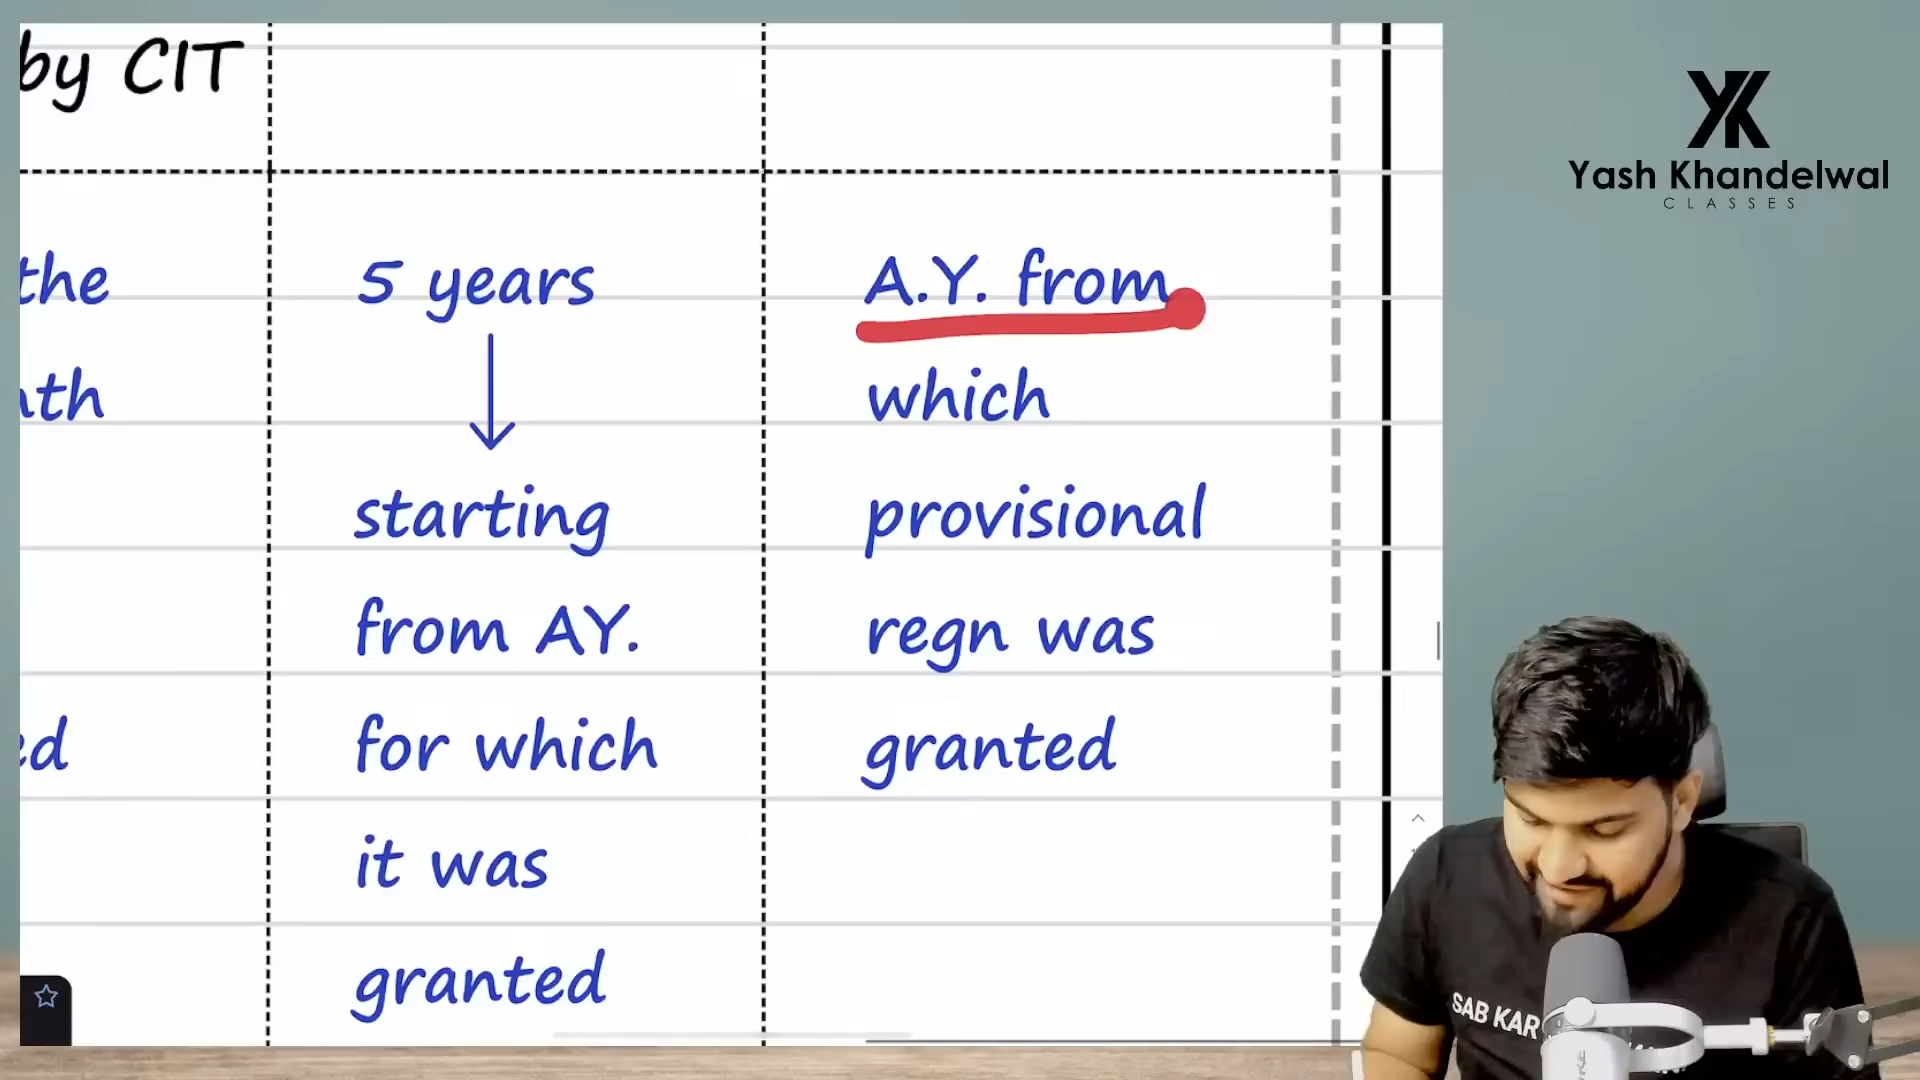 by CIT
the
5 years
starting
from AY.
for which
it was
granted
A.Y. from
which
provisional
regn was
granted
Yash Khandelwal
CLASSES
SAB KAR